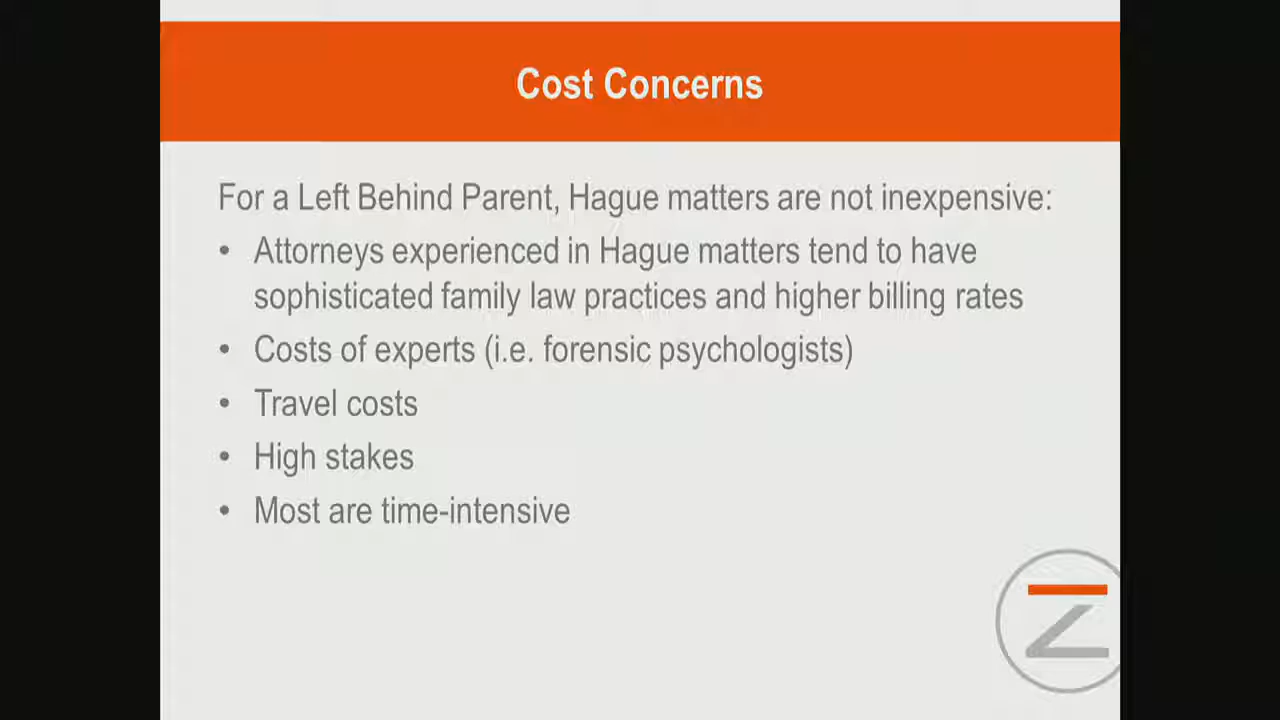 Cost Concerns
For a Left Behind Parent, Hague matters are not inexpensive:
• Attorneys experienced in Hague matters tend to have
sophisticated family law practices and higher billing rates
• Costs of experts (i.e. forensic psychologists)
• Travel costs
• High stakes
• Most are time-intensive
Z